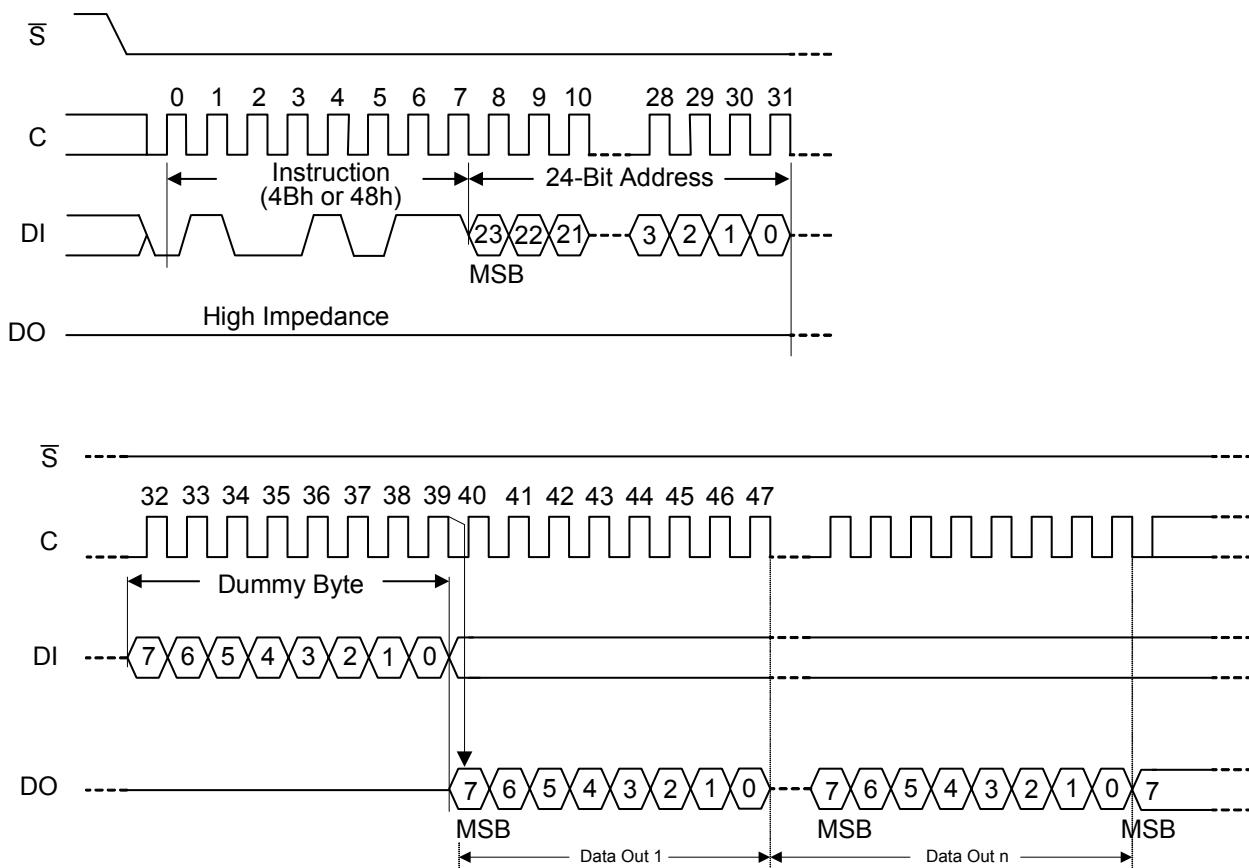 S
0 1 2 3 4 5 6 7 8 9 10 28 29 30 31
C
Instruction
(4Bh or 48h)
24-Bit Address
DI
23 22 21 3 2 1 0
MSB
High Impedance
DO
S
32 33 34 35 36 37 38 39 40 41 42 43 44 45 46 47
C
Dummy Byte
DI
7 6 5 4 3 2 1 0
DO
7 6 5 4 3 2 1 0 7 6 5 4 3 2 1 0 7
MSB MSB MSB
Data Out 1 Data Out n